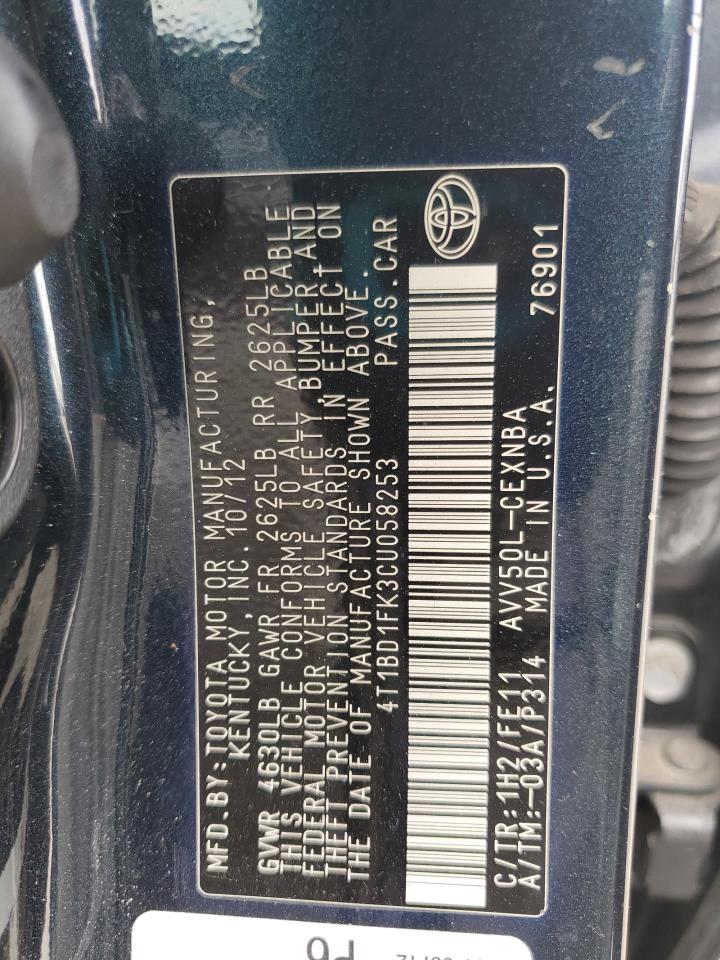 MFD.BY:TOYOTA MOTOR MANUFACTURING,
KENTUCKY, INC. 10/12
GVWR 4630LB GAWR FR 2625LB RR 2625LB
THIS VEHICLE CONFORMS TO ALL APPLICABLE
FEDERAL MOTOR VEHICLE SAFETY, BUMPER AND
THEFT PREVENTION STANDARDS IN EFFECT ON
THE DATE OF MANUFACTURE SHOWN ABOVE.
4T1BD1FK3CU058253 PASS.CAR
C/TR:1H2/FE11 AVV50L-CEXNBA 76901
A/TM:-03A/P314 MADE IN U.S.A.